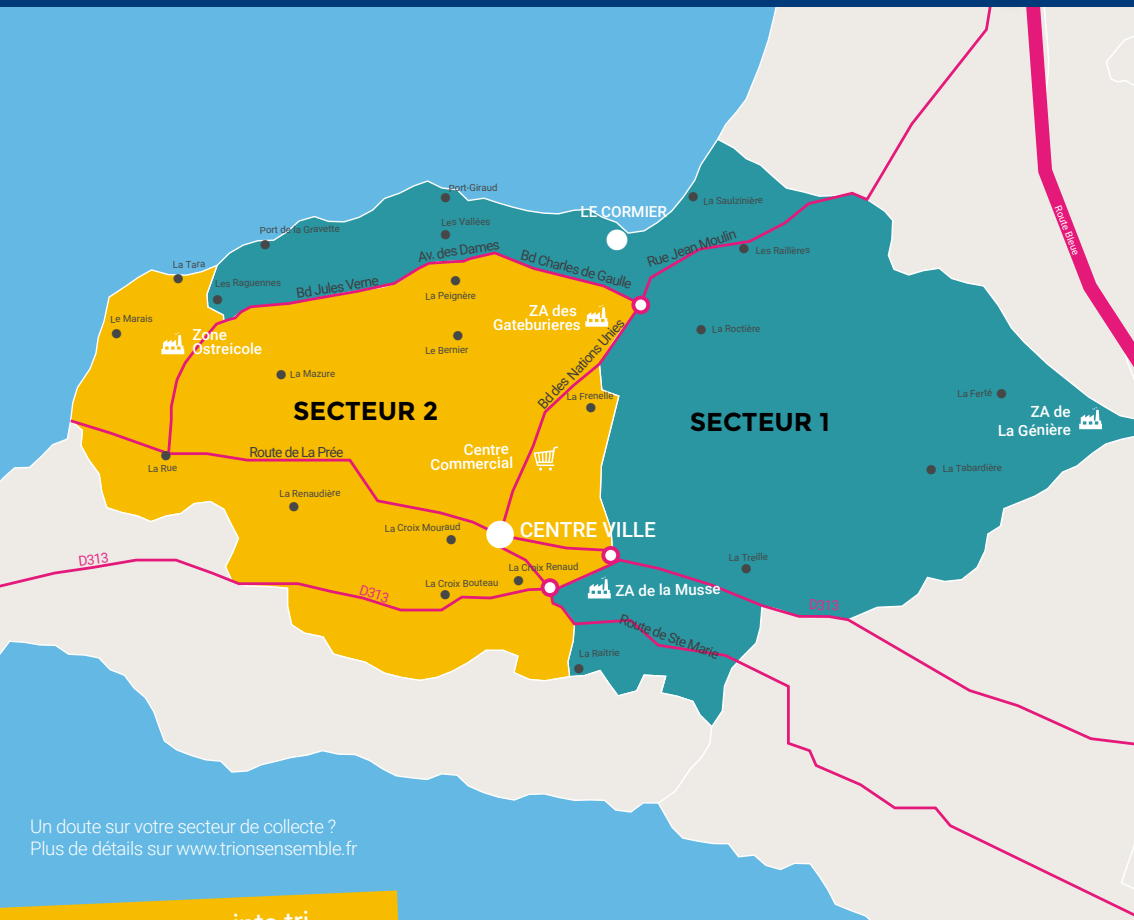 Port-Giraud
La Saulzinière
LE CORMIER
Les Vallées
Port de la Gravette
Rue Jean Moulin
Les Raillères
Av. des Dames
Bd Charles de Gaulle
La Tara
Les Raguennes
Bd Jules Verne
La Peignère
Route Bleue
Le Marais
ZA des
Gateburieres
Zone
Ostreicole
La Roctière
Le Bernier
Bd des Nations Unies
La Mazure
La Frenelle
La Ferté
SECTEUR 2
SECTEUR 1
ZA de
La Génière
Route de La Prée
Centre
Commercial
La Rue
La Tabardière
La Renaudière
La Croix Mouraud
CENTRE VILLE
D313
La Treille
La Croix Renaud
La Croix Bouteau
D313
ZA de la Musse
D313
Route de Ste Marie
La Raitrie
Un doute sur votre secteur de collecte ?
Plus de détails sur www.trionsensemble.fr